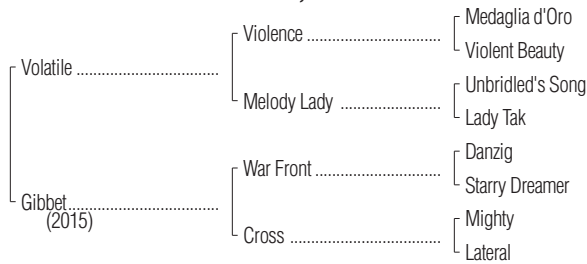 Medaglia d'Oro
Violence ..............................
Violent Beauty
Volatile ................................
Unbridled's Song
Melody Lady ......................
Lady Tak
Danzig
War Front ...........................
Starry Dreamer
Gibbet..................................
(2015)
Mighty
Cross ..................................
Lateral